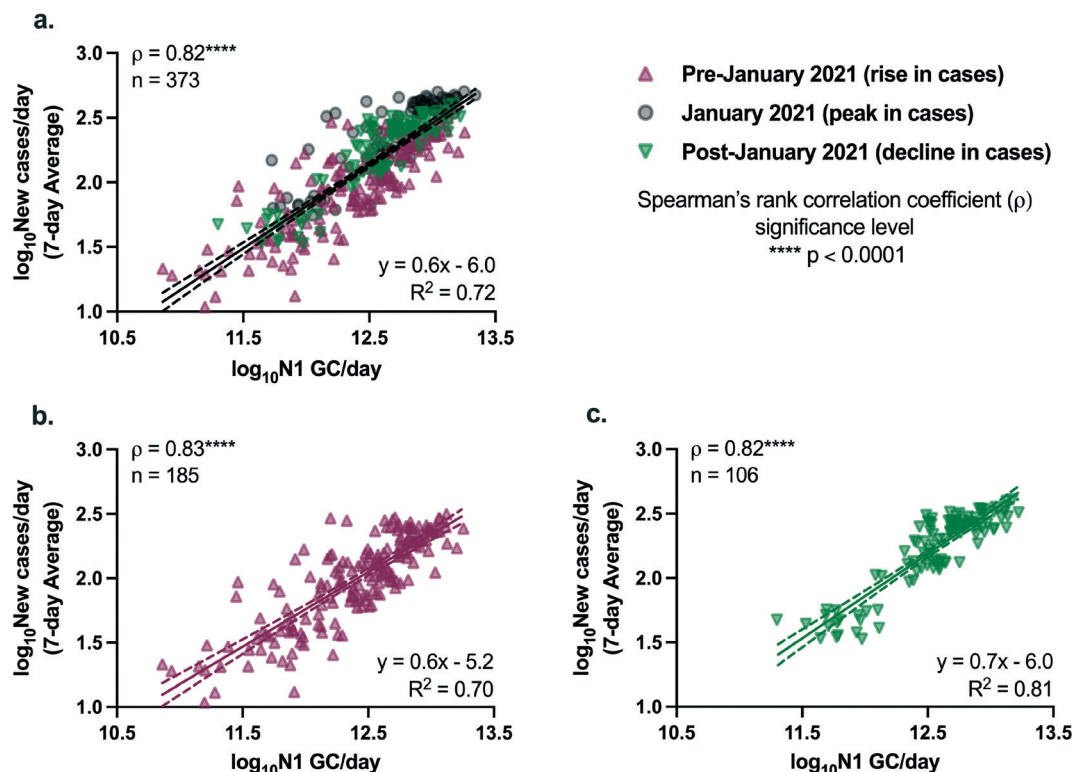 a.
ρ = 0.82****
n = 373
3.0
2.5
2.0
1.5
1.0
log10New cases/day
(7-day Average)
y = 0.6x - 6.0
R2 = 0.72
10.5 11.5 12.5 13.5
log10N1 GC/day
Pre-January 2021 (rise in cases)
January 2021 (peak in cases)
Post-January 2021 (decline in cases)
Spearman's rank correlation coefficient (ρ)
significance level
**** p < 0.0001
b.
ρ = 0.83****
n = 185
3.0
2.5
2.0
1.5
1.0
log10New cases/day
(7-day Average)
y = 0.6x - 5.2
R2 = 0.70
10.5 11.5 12.5 13.5
log10N1 GC/day
c.
ρ = 0.82****
n = 106
3.0
2.5
2.0
1.5
1.0
log10New cases/day
(7-day Average)
y = 0.7x - 6.0
R2 = 0.81
10.5 11.5 12.5 13.5
log10N1 GC/day